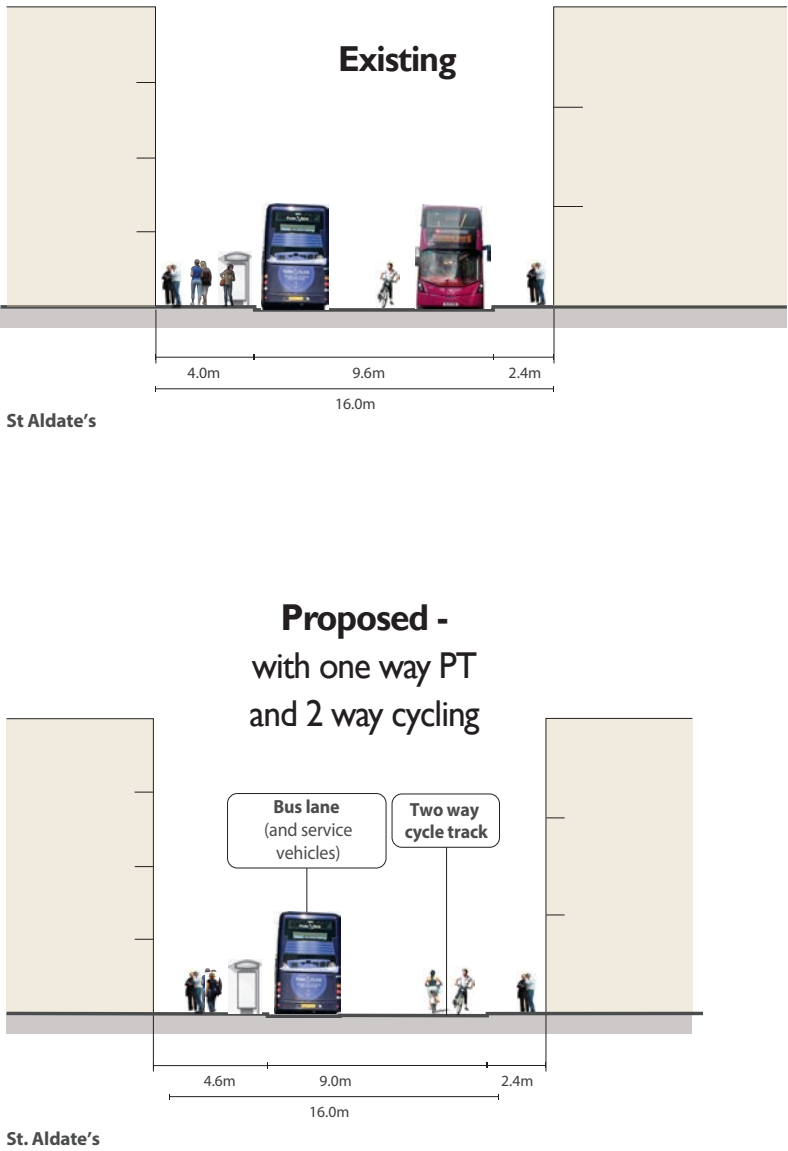 Existing
4.0m
9.6m
2.4m
16.0m
St Aldate's
Proposed -
with one way PT
and 2 way cycling
Bus lane
(and service
vehicles)
Two way
cycle track
4.6m
9.0m
2.4m
16.0m
St. Aldate's